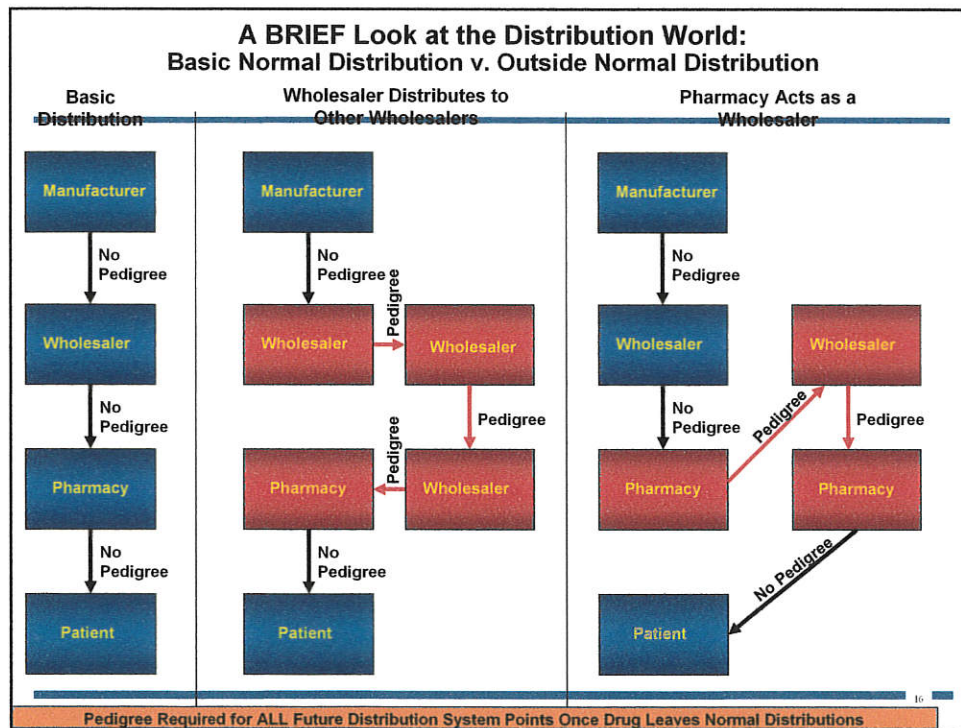 A BRIEF Look at the Distribution World:
Basic Normal Distribution v. Outside Normal Distribution
Basic
Distribution
Manufacturer
No
Pedigree
Wholesaler
No
Pedigree
Pharmacy
No
Pedigree
Patient
Wholesaler Distributes to
Other Wholesalers
Manufacturer
No
Pedigree
Wholesaler
Pedigree
Wholesaler
Pedigree
Wholesaler
Pedigree
Pharmacy
No
Pedigree
Patient
Pharmacy Acts as a
Wholesaler
Manufacturer
No
Pedigree
Wholesaler
No
Pedigree
Pharmacy
Pedigree
Wholesaler
Pedigree
Pharmacy
No Pedigree
Patient
16
Pedigree Required for ALL Future Distribution System Points Once Drug Leaves Normal Distributions